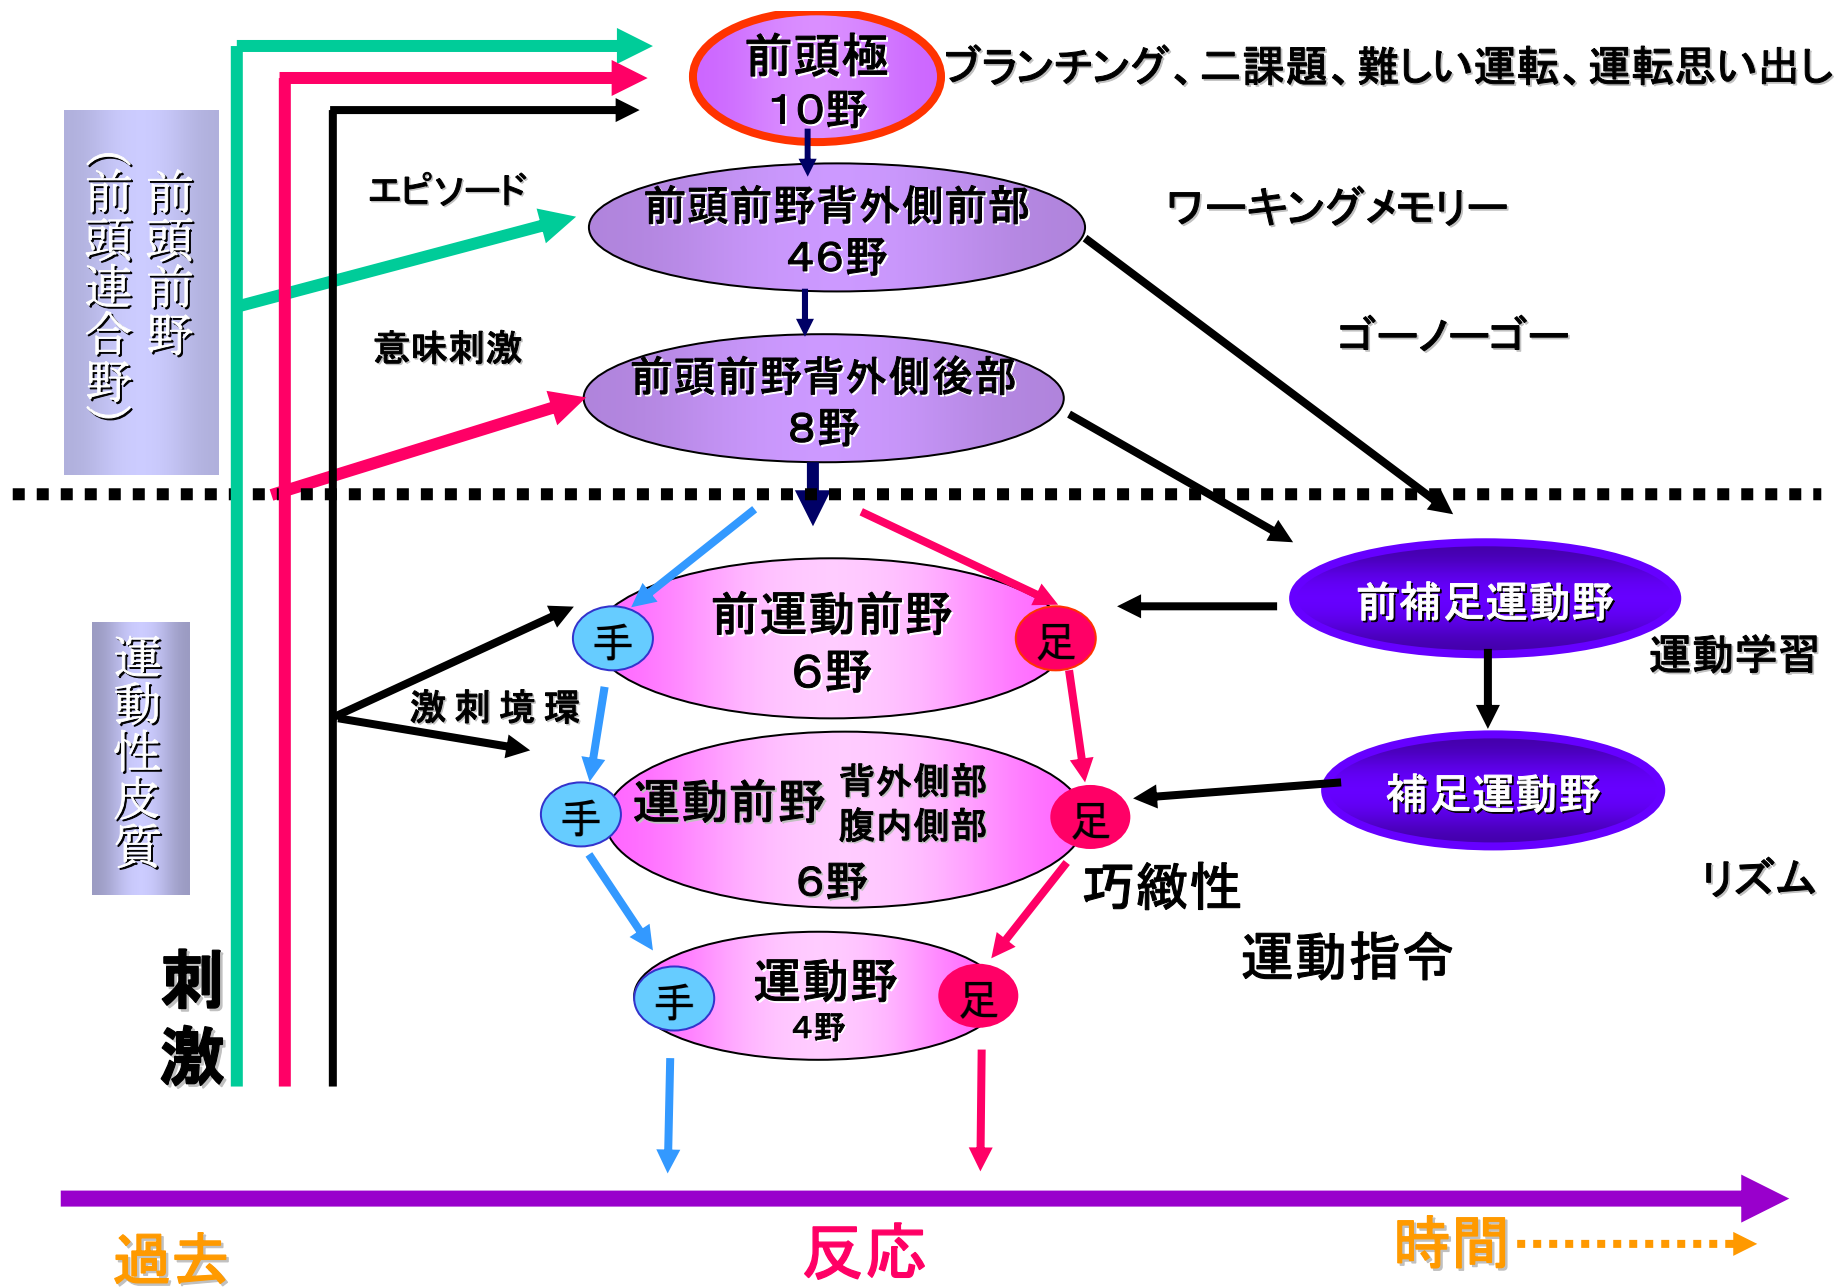 前頭極
10野
ブランチング、二課題、難しい運転、運転思い出し
前頭前野
（前頭連合野）
エピソード
前頭前野背外側前部
46野
ワーキングメモリー
意味刺激
前頭前野背外側後部
8野
ゴーノーゴー
手
前運動前野
6野
足
前補足運動野
運動学習
運動性皮質
激刺境環
手
運動前野
背外側部
腹内側部
6野
足
補足運動野
巧緻性
リズム
運動指令
刺激
手
運動野
4野
足
過去
反応
時間